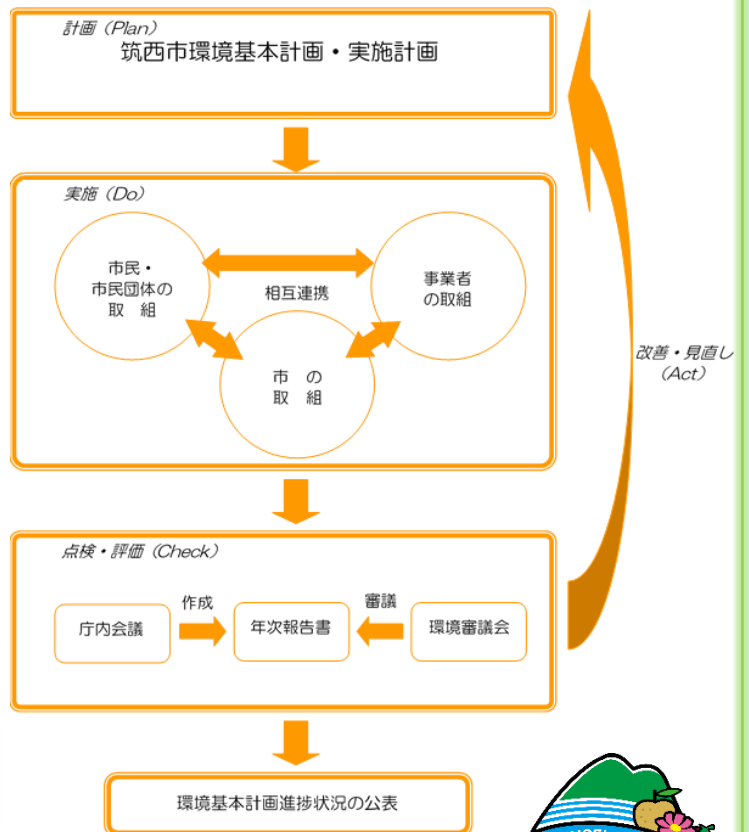 計画（Plan）
筑西市環境基本計画・実施計画
実施（Do）
市民・
市民団体の
取　組
相互連携
事業者
の取組
市　の
取　組
改善・見直し
（Act）
点検・評価（Check）
庁内会議
作成
年次報告書
審議
環境審議会
環境基本計画進捗状況の公表